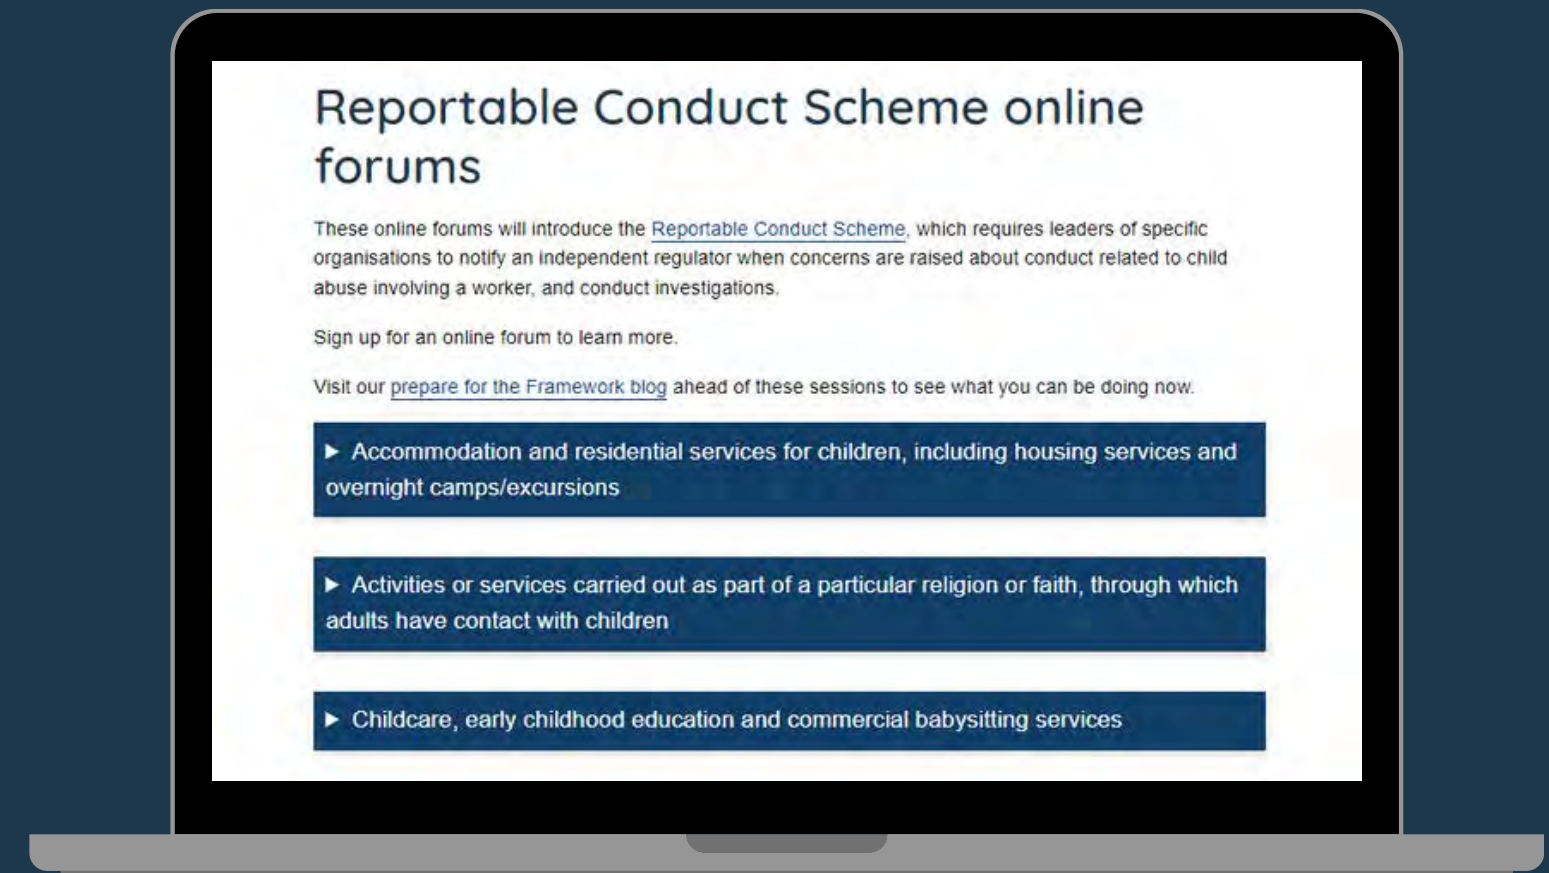 Reportable Conduct Scheme online
forums
These online forums will introduce the Reportable Conduct Scheme, which requires leaders of specific
organisations to notify an independent regulator when concerns are raised about conduct related to child
abuse involving a worker, and conduct investigations.
Sign up for an online forum to learn more.
Visit our prepare for the Framework blog ahead of these sessions to see what you can be doing now.
▶ Accommodation and residential services for children, including housing services and
overnight camps/excursions
▶ Activities or services carried out as part of a particular religion or faith, through which
adults have contact with children
▶ Childcare, early childhood education and commercial babysitting services